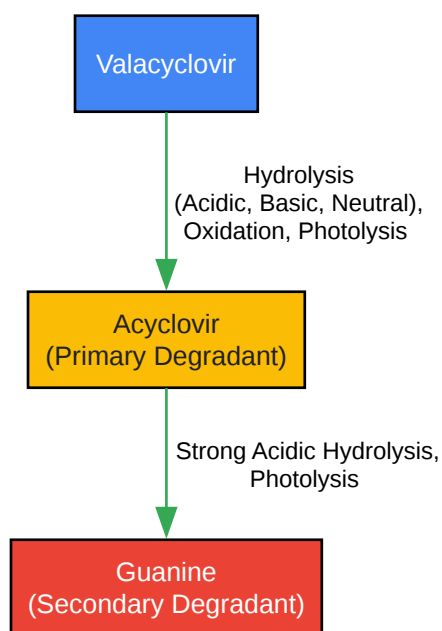 Valacyclovir
Hydrolysis
(Acidic, Basic, Neutral),
Oxidation, Photolysis
Acyclovir
(Primary Degradant)
Strong Acidic Hydrolysis,
Photolysis
Guanine
(Secondary Degradant)